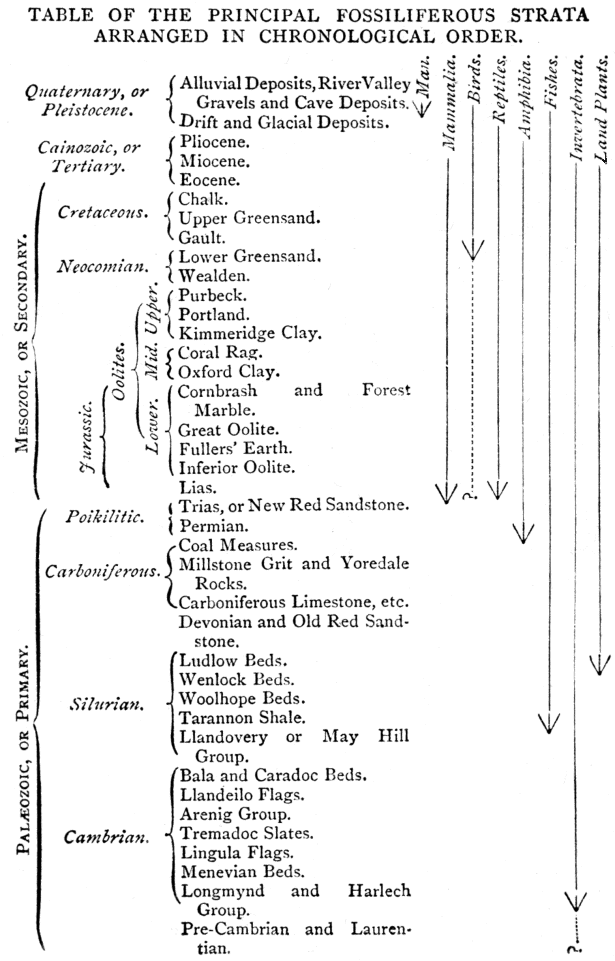 TABLE OF THE PRINCIPAL FOSSILIFEROUS STRATA
ARRANGED IN CHRONOLOGICAL ORDER.
Man.
Mammalia.
Birds.
Reptiles.
Amphibia.
Fishes.
Invertebrata.
Land Plants.
Quaternary, or
Pleistocene.
Alluvial Deposits, River Valley
Gravels and Cave Deposits.
Drift and Glacial Deposits.
Cainozoic, or
Tertiary.
Pliocene.
Miocene.
Eocene.
MESOZOIC, OR SECONDARY.
Cretaceous.
Chalk.
Upper Greensand.
Gault.
Neocomian.
Lower Greensand.
Wealden.
Jurassic.
Oolites.
Upper.
Purbeck.
Portland.
Kimmeridge Clay.
Mid.
Coral Rag.
Oxford Clay.
Lower.
Cornbrash and Forest
Marble.
Great Oolite.
Fullers' Earth.
Inferior Oolite.
Lias.
?
PALÆOZOIC, OR PRIMARY.
Poikilitic.
Trias, or New Red Sandstone.
Permian.
Carboniferous.
Coal Measures.
Millstone Grit and Yoredale
Rocks.
Carboniferous Limestone, etc.
Devonian and Old Red Sand-
stone.
Silurian.
Ludlow Beds.
Wenlock Beds.
Woolhope Beds.
Tarannon Shale.
Llandovery or May Hill
Group.
Cambrian.
Bala and Caradoc Beds.
Llandeilo Flags.
Arenig Group.
Tremadoc Slates.
Lingula Flags.
Menevian Beds.
Longmynd and Harlech
Group.
Pre-Cambrian and Lauren-
tian.
?